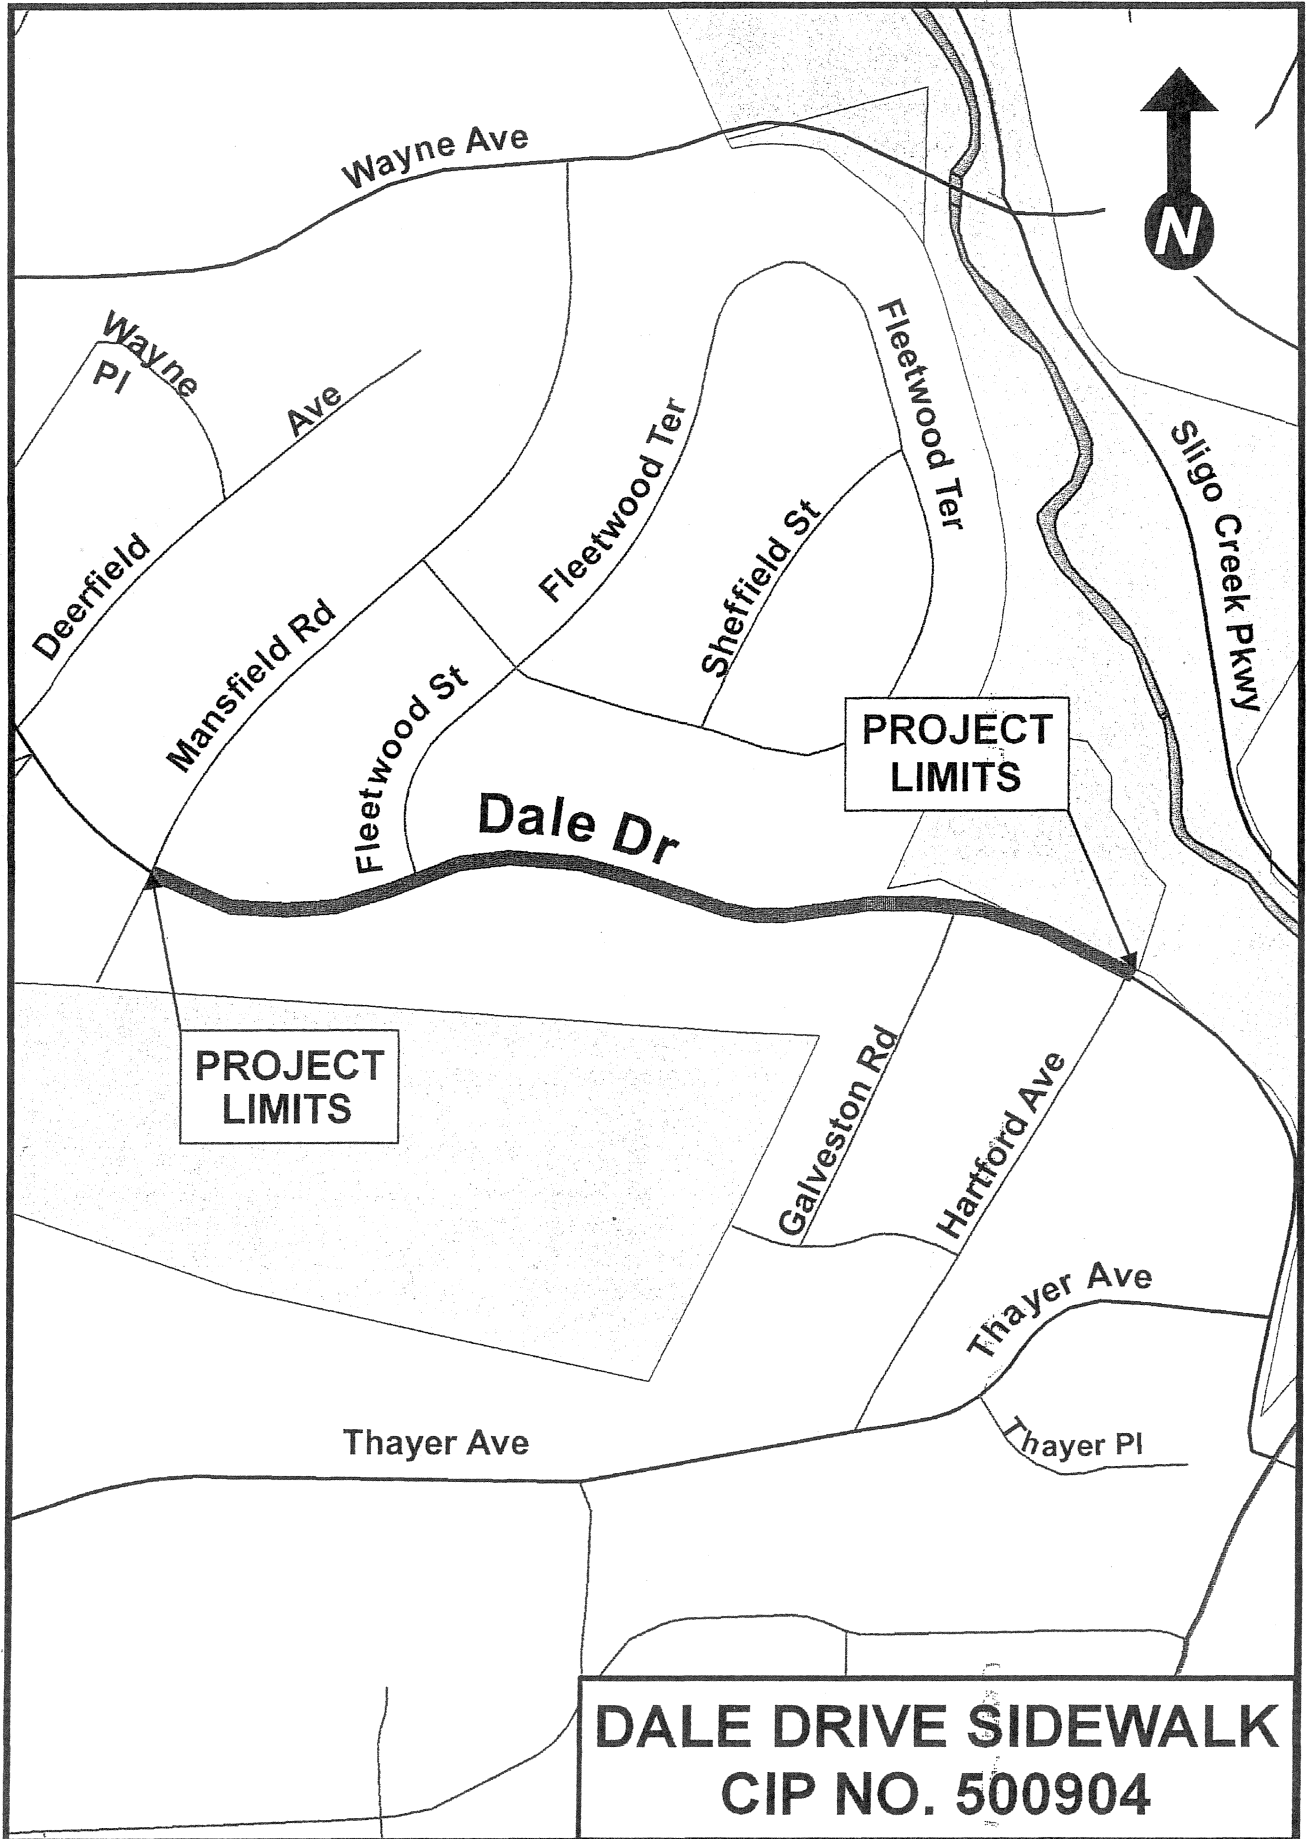 Wayne Ave
N
Wayne
Pl
Ave
Deerfield
Mansfield Rd
Fleetwood Ter
Fleetwood Ter
Sheffield St
Fleetwood St
Sligo Creek Pkwy
PROJECT
LIMITS
Dale Dr
PROJECT
LIMITS
Galveston Rd
Hartford Ave
Thayer Ave
Thayer Ave
Thayer Pl
DALE DRIVE SIDEWALK
CIP NO. 500904